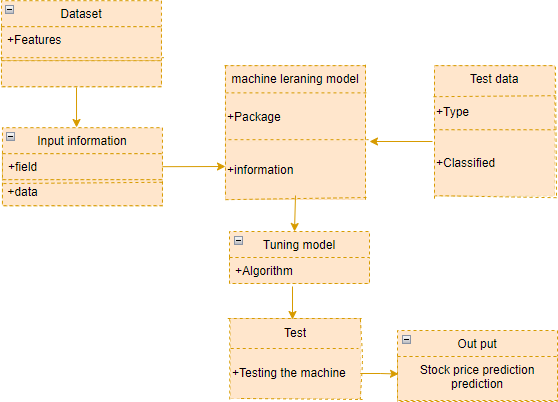 Dataset
+Features
Input information
+field
+data
machine leraning model
+Package
+information
Test data
+Type
+Classified
Tuning model
+Algorithm
Test
+Testing the machine
Out put
Stock price prediction
prediction